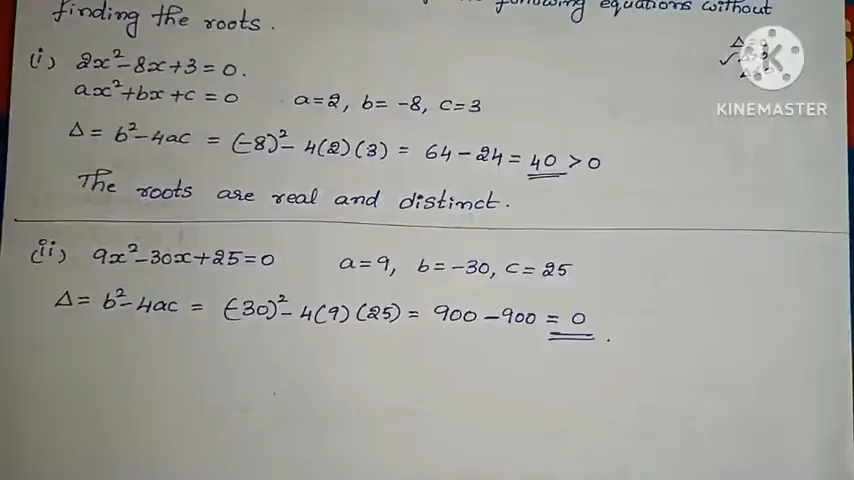 following equations without
finding the roots.
(i) 2x²-8x+3=0.
ax²+bx+c=0 a=2, b=-8, c=3
Δ = b²-4ac = (-8)²- 4(2)(3) = 64-24 = 40 >0
The roots are real and distinct.
(ii) 9x²-30x+25=0 a=9, b=-30, c=25
Δ = b²-4ac = (-30)²- 4(9)(25) = 900-900 = 0.
KINEMASTER